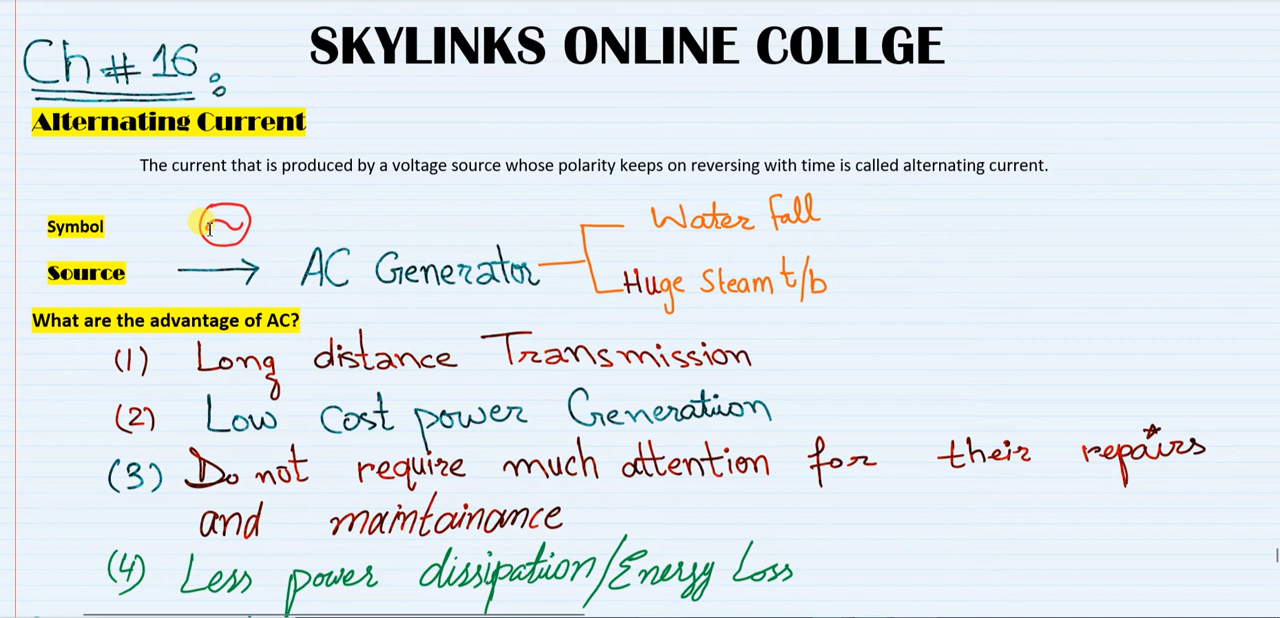 SKYLINKS ONLINE COLLGE
Ch # 16:
Alternating Current
The current that is produced by a voltage source whose polarity keeps on reversing with time is called alternating current.
Symbol ~
Water fall
Source → AC Generator
Huge Steam t/b
What are the advantage of AC?
(1) Long distance Transmission
(2) Low Cost power Generation
(3) Do not require much attention for their repairs
and maintainance
(4) Less power dissipation/Energy Loss